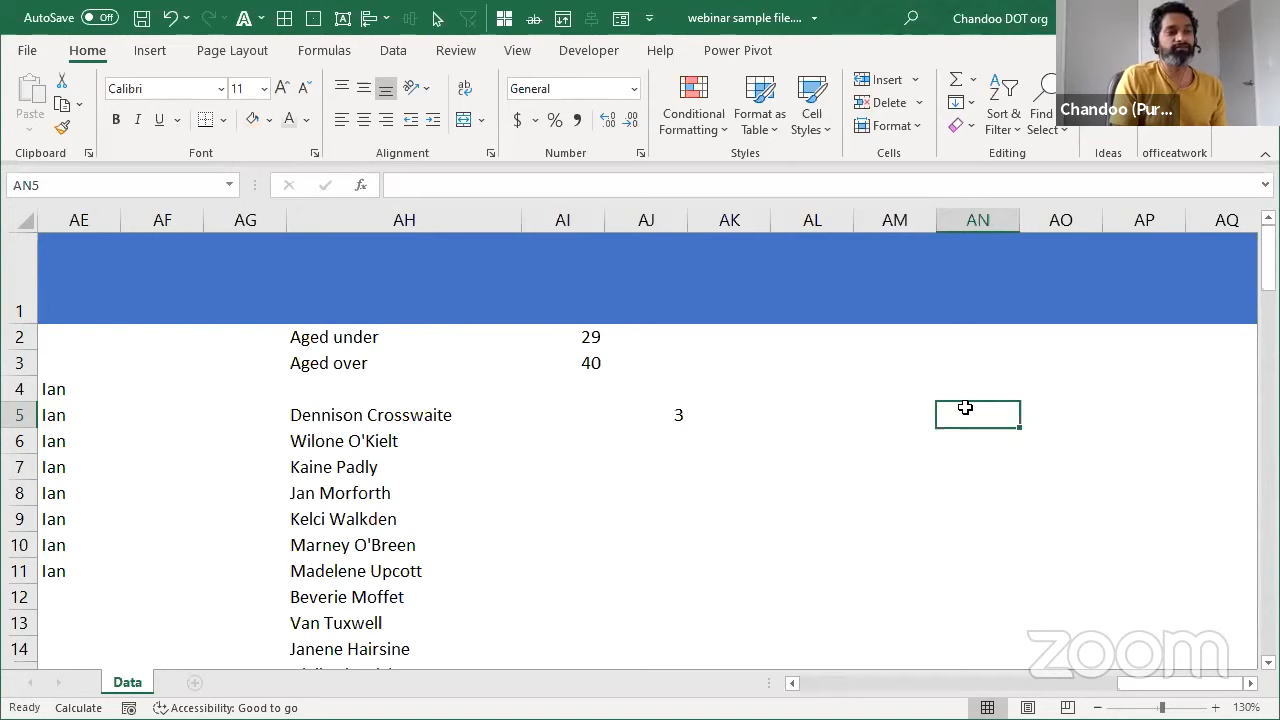 AutoSave Off
webinar sample file....
Chandoo DOT org
File Home Insert Page Layout Formulas Data Review View Developer Help Power Pivot
Chandoo (Pur...
Calibri 11
General
Paste
Conditional Formatting
Format as Table
Cell Styles
Insert
Delete
Format
Sort & Filter
Find Select
Clipboard Font Alignment Number Styles Cells Editing Ideas officeatwork
AN5
AE AF AG AH AI AJ AK AL AM AN AO AP AQ
1
2 Aged under 29
3 Aged over 40
4 Ian
5 Ian Dennison Crosswaite 3
6 Ian Wilone O'Kielt
7 Ian Kaine Padly
8 Ian Jan Morforth
9 Ian Kelci Walkden
10 Ian Marney O'Breen
11 Ian Madelene Upcott
12 Beverie Moffet
13 Van Tuxwell
14 Janene Hairsine
zoom
Data
Ready Calculate Accessibility: Good to go 130%